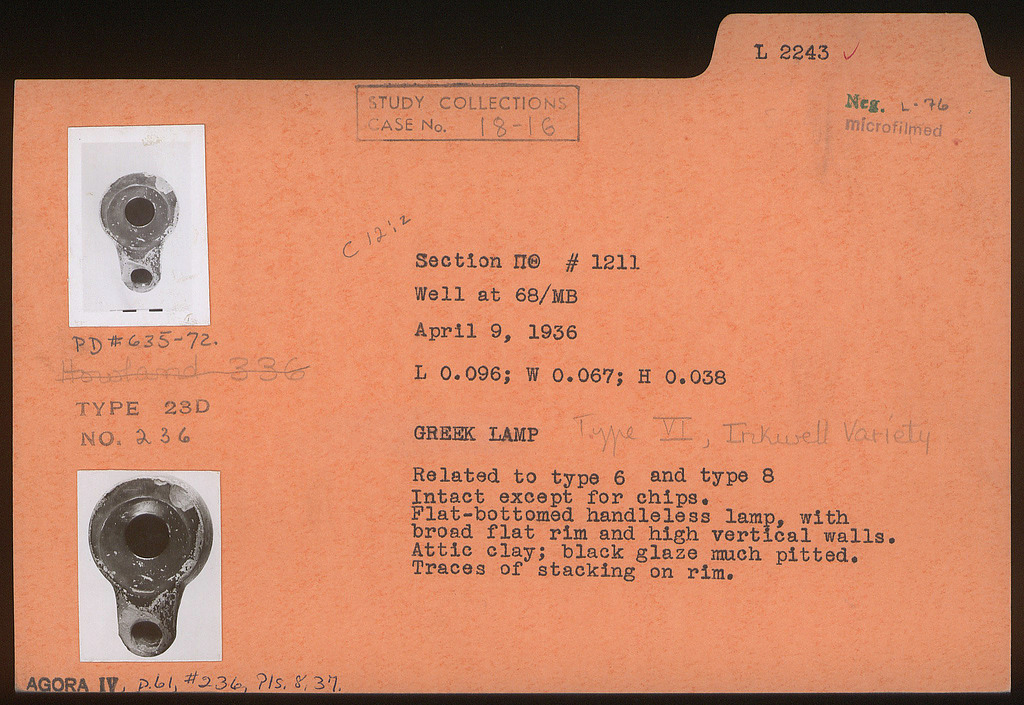 L 2243 ✓
STUDY COLLECTIONS
CASE No. 18-16
Neg. L-76
microfilmed
C 12:2
Section ΠΘ # 1211
Well at 68/MB
April 9, 1936
L 0.096; W 0.067; H 0.038
PD#635-72.
Howland 336
TYPE 23D
NO. 236
GREEK LAMP Type VI, Inkwell Variety
Related to type 6 and type 8
Intact except for chips.
Flat-bottomed handleless lamp, with
broad flat rim and high vertical walls.
Attic clay; black glaze much pitted.
Traces of stacking on rim.
AGORA IV, p.61, #236, Pls. 8, 37.